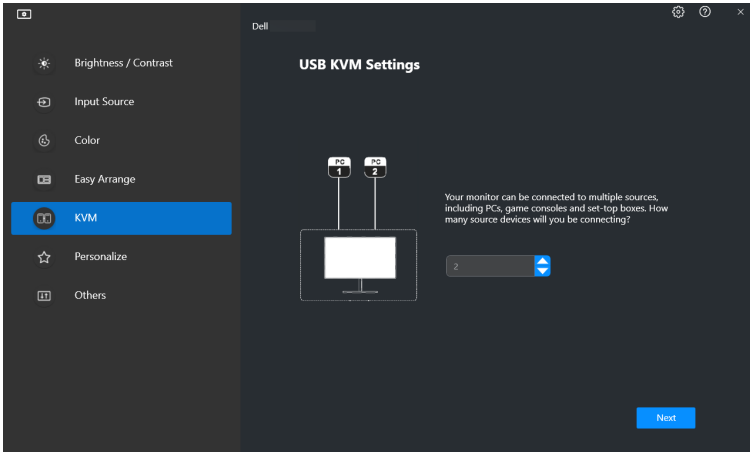 Dell
Brightness / Contrast
Input Source
Color
Easy Arrange
KVM
Personalize
Others
USB KVM Settings
PC
1
PC
2
Your monitor can be connected to multiple sources,
including PCs, game consoles and set-top boxes. How
many source devices will you be connecting?
2
Next